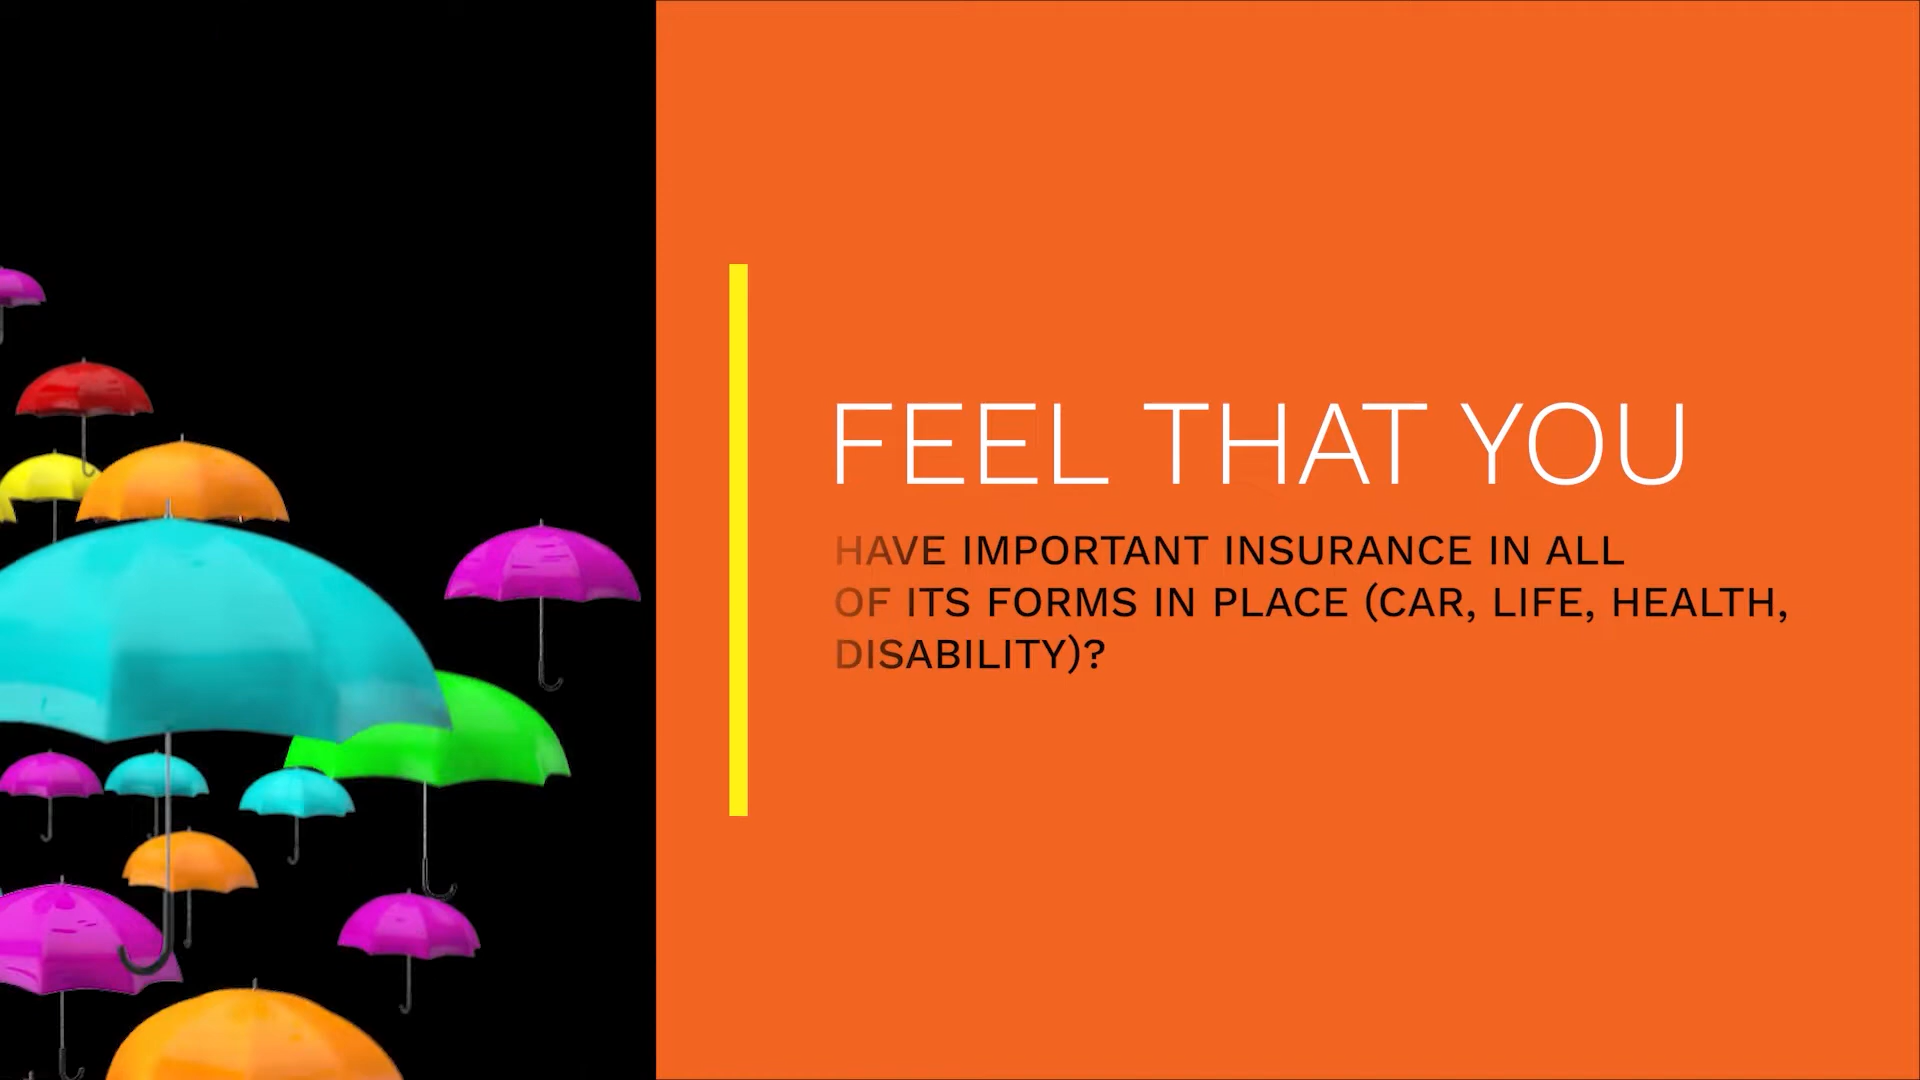 FEEL THAT YOU
HAVE IMPORTANT INSURANCE IN ALL
OF ITS FORMS IN PLACE (CAR, LIFE, HEALTH,
DISABILITY)?